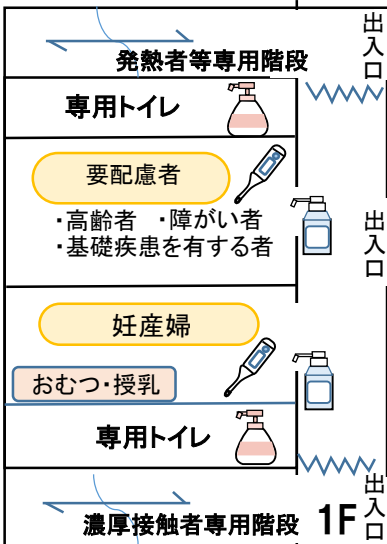 発熱者等専用階段
出入口
専用トイレ
要配慮者
・高齢者 ・障がい者
・基礎疾患を有する者
出入口
妊産婦
おむつ・授乳
専用トイレ
濃厚接触者専用階段
1F
出入口